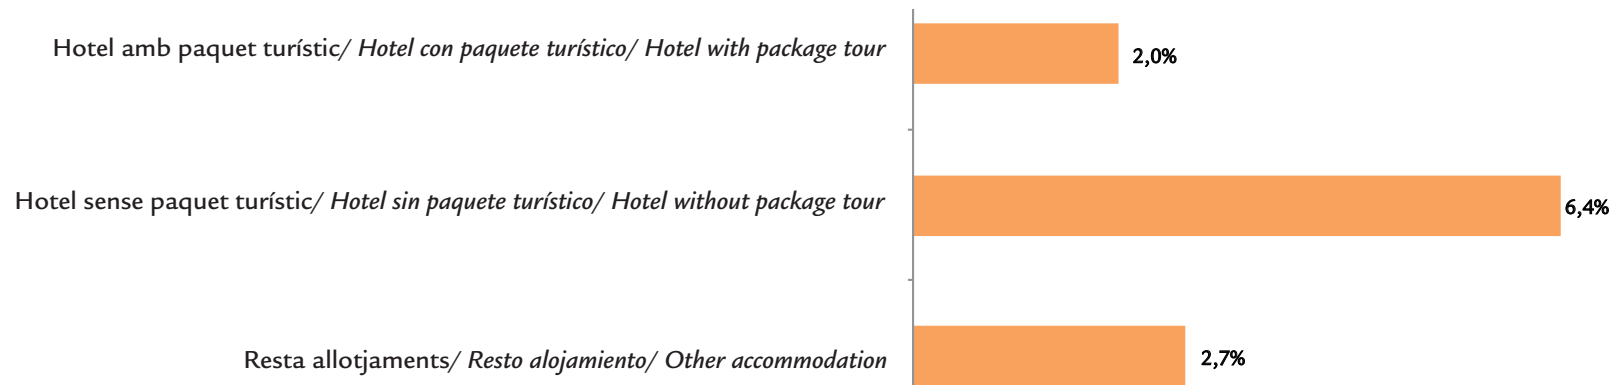 Hotel amb paquet turístic/ Hotel con paquete turístico/ Hotel with package tour
2,0%
Hotel sense paquet turístic/ Hotel sin paquete turístico/ Hotel without package tour
6,4%
Resta allotjaments/ Resto alojamiento/ Other accommodation
2,7%